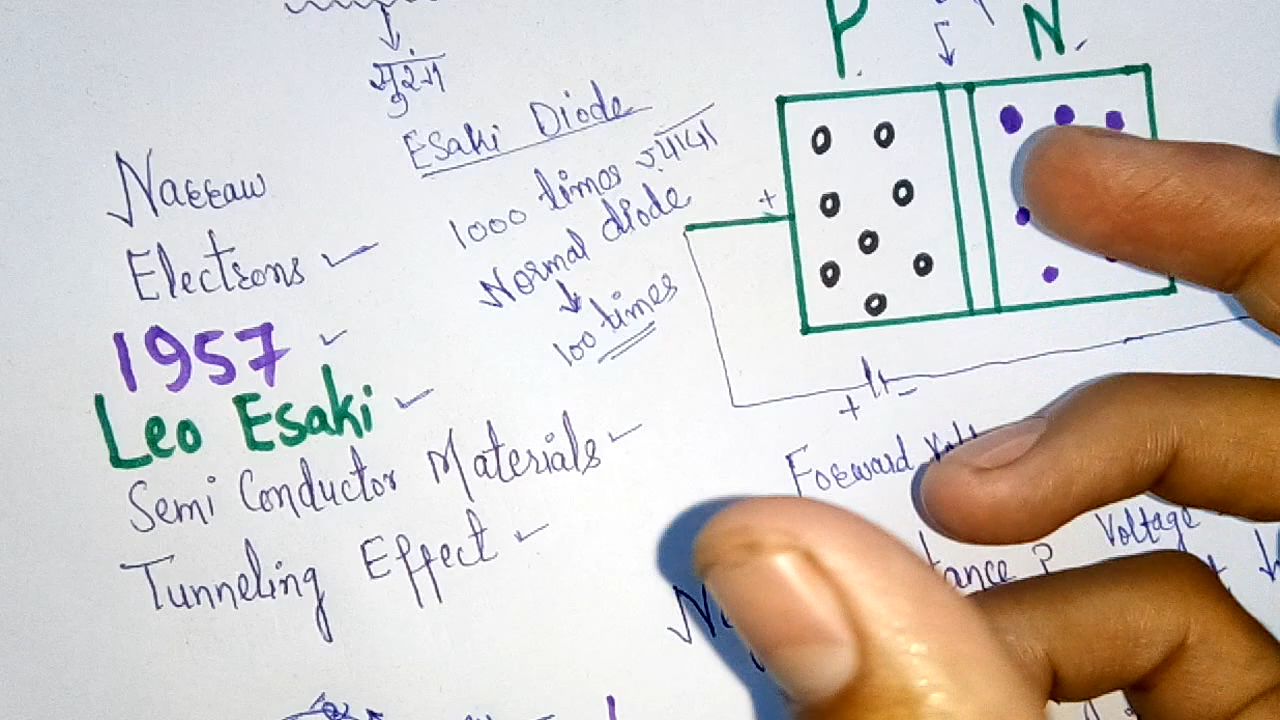 सुरंग
P
N
Esaki Diode
1000 times ज्यादा
Normal diode
100 times
Narrow
Electrons
1957
Leo Esaki
Semi Conductor Materials
Tunneling Effect
+
+ -
Forward
Voltage